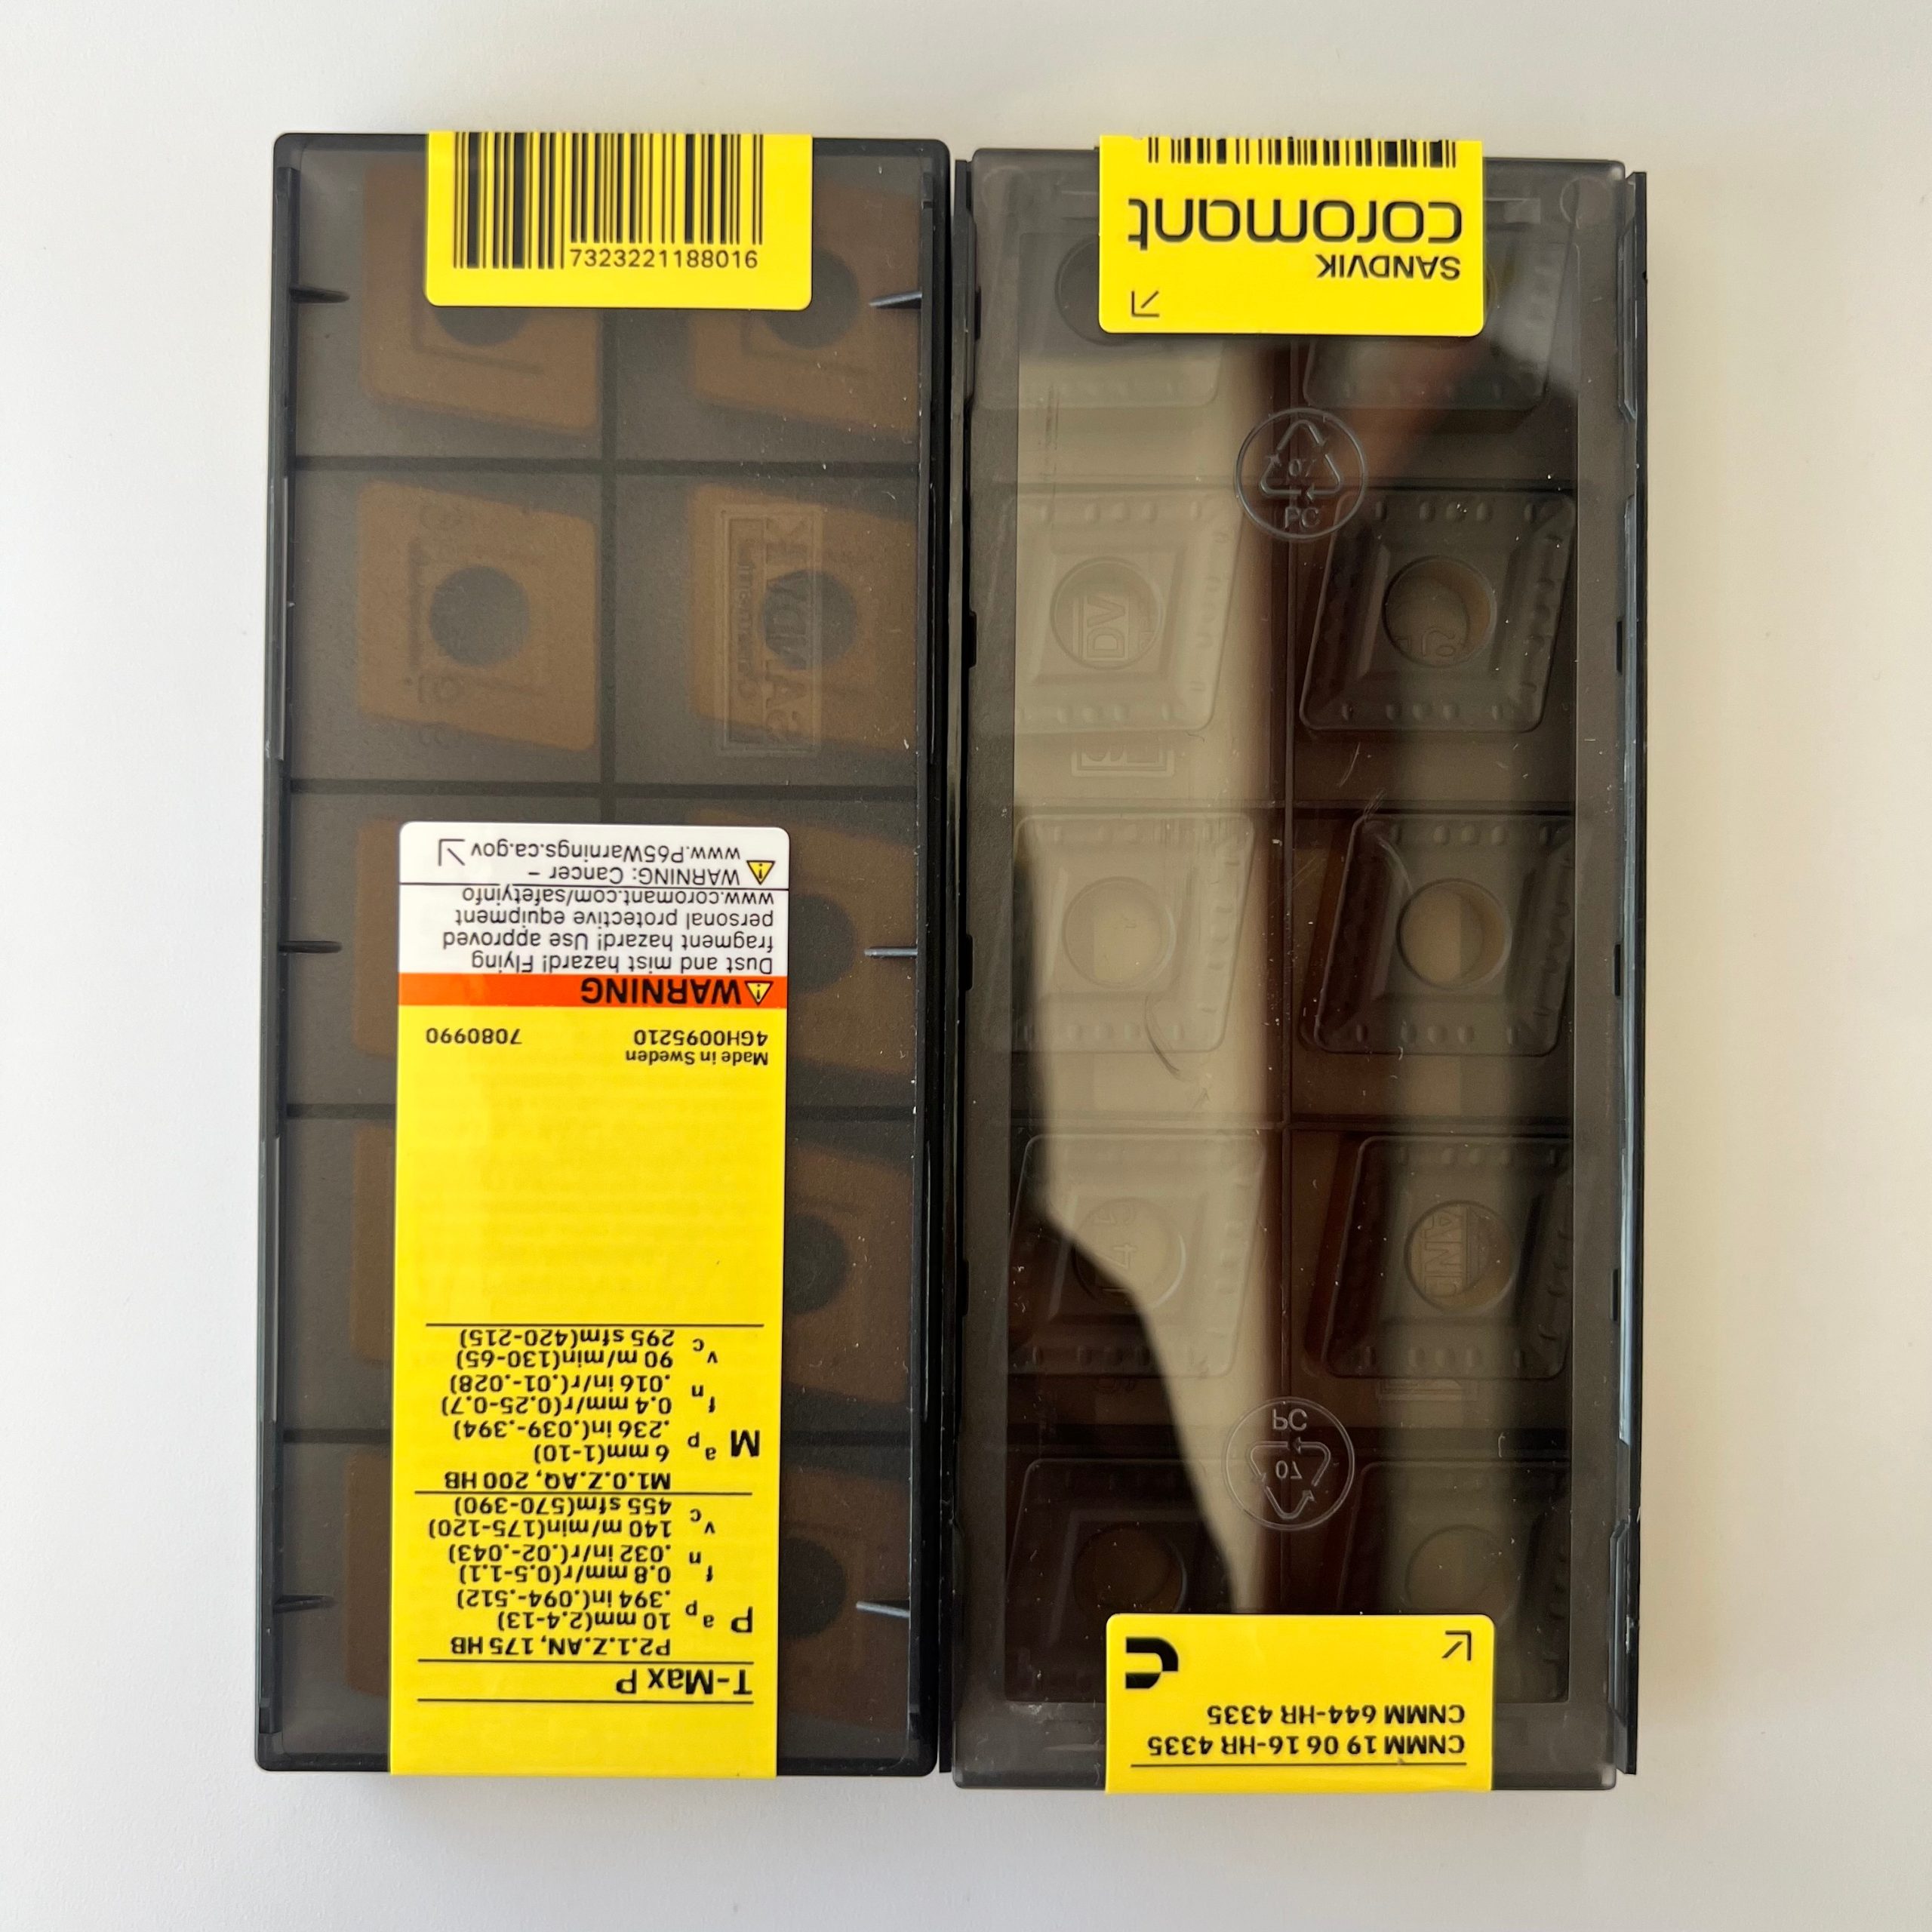 7323221188016
T-Max P
P2.1.Z.AN, 175 HB
P
ap 10 mm(2.4-13)
.394 in(.094-.512)
fn 0.8 mm/r(0.5-1.1)
.032 in/r(.02-.043)
vc 140 m/min(175-120)
455 sfm(570-390)
M1.0.Z.AQ, 200 HB
M
ap 6 mm(1-10)
.236 in(.039-.394)
fn 0.4 mm/r(0.25-0.7)
.016 in/r(.01-.028)
vc 90 m/min(130-65)
295 sfm(420-215)
Made in Sweden
4GH0095210 7080990
WARNING
Dust and mist hazard! Flying
fragment hazard! Use approved
personal protective equipment
www.coromant.com/safetyinfo
WARNING: Cancer –
www.P65Warnings.ca.gov
CNMM 19 06 16-HR 4335
CNMM 644-HR 4335
SANDVIK
coromant
07
PC
07
PC